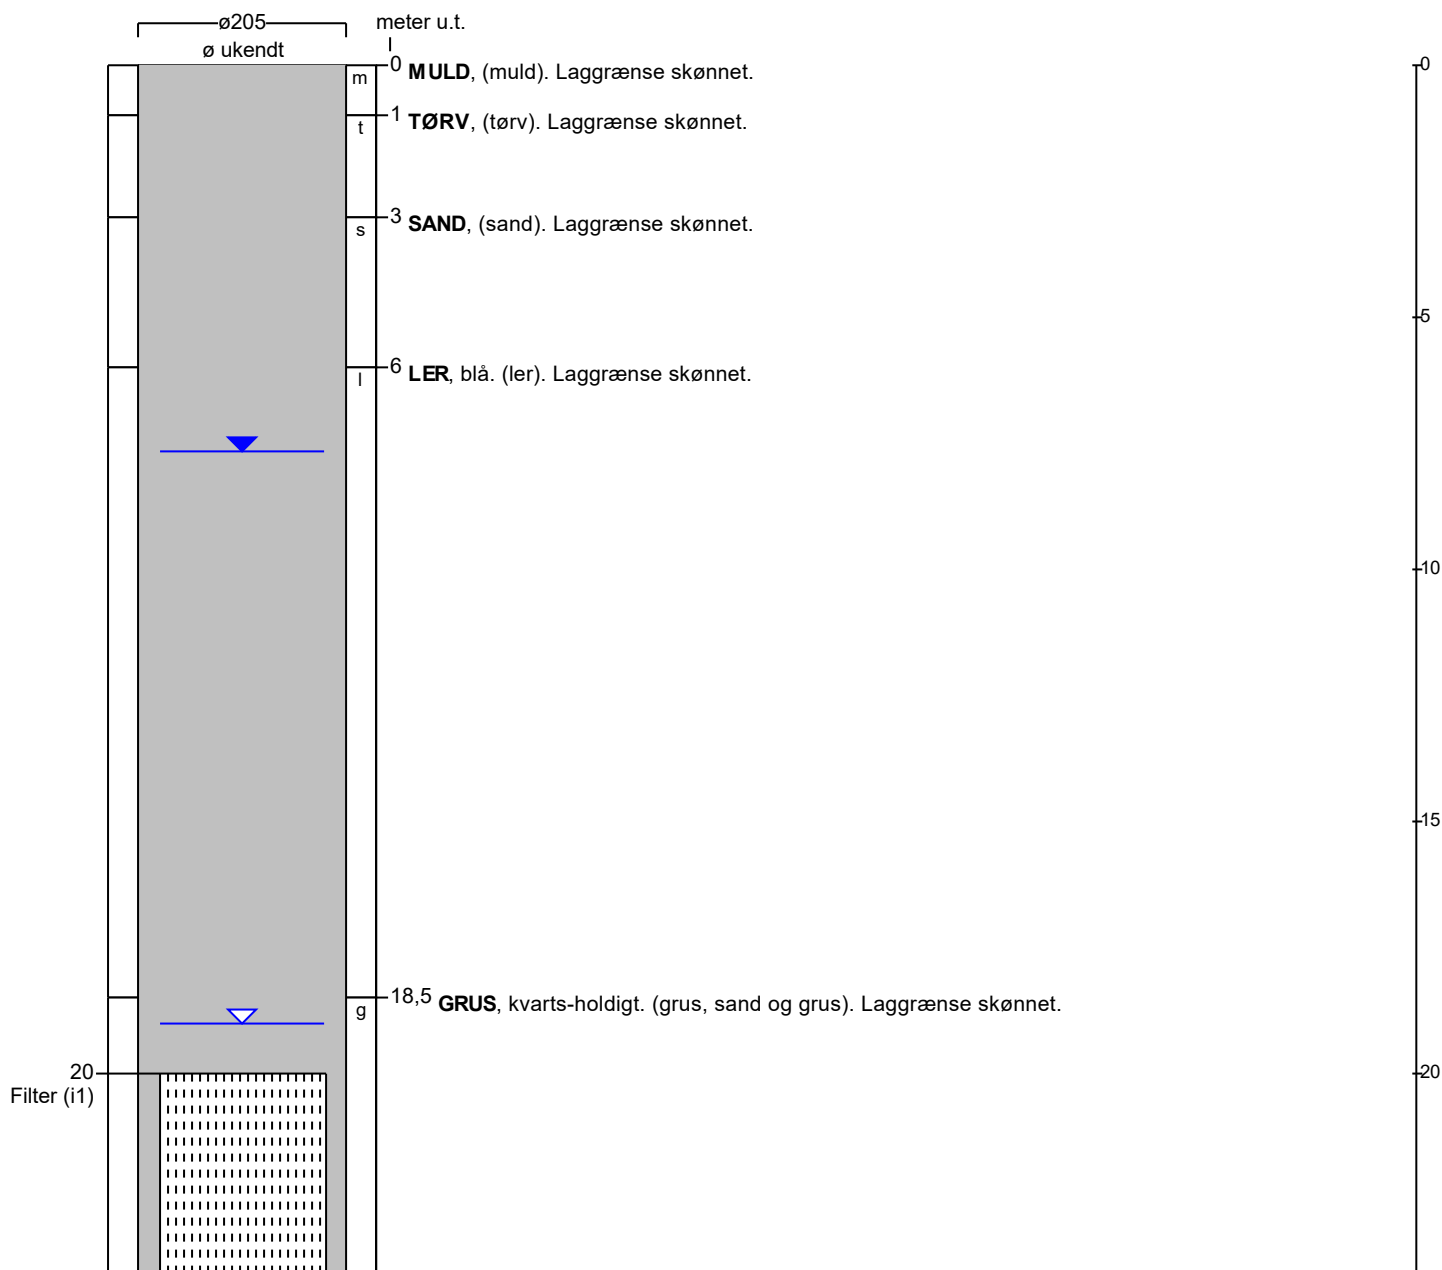 ø205
meter u.t.
ø ukendt
0 MULD, (muld). Laggrænse skønnet.
m
1 TØRV, (tørv). Laggrænse skønnet.
t
3 SAND, (sand). Laggrænse skønnet.
s
6 LER, blå. (ler). Laggrænse skønnet.
l
18,5 GRUS, kvarts-holdigt. (grus, sand og grus). Laggrænse skønnet.
g
20
Filter (i1)
0
5
10
15
20